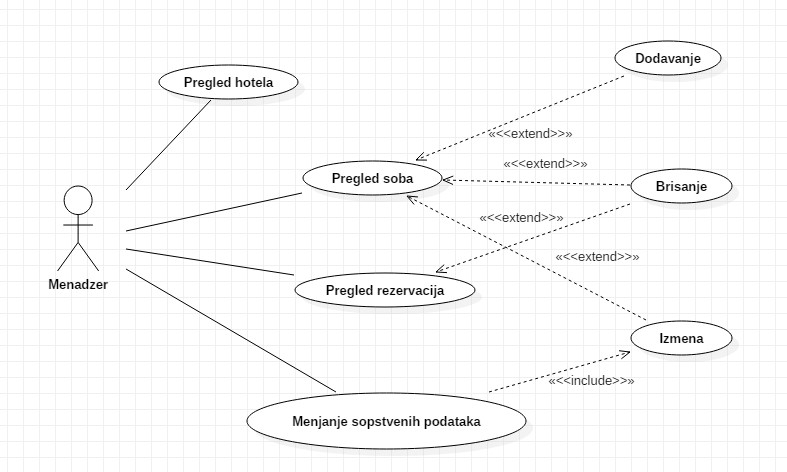 Dodavanje
Pregled hotela
«<<extend>>»
«<<extend>>»
Pregled soba
Brisanje
«<<extend>>»
«<<extend>>»
Menadzer
Pregled rezervacija
Izmena
«<<include>>»
Menjanje sopstvenih podataka